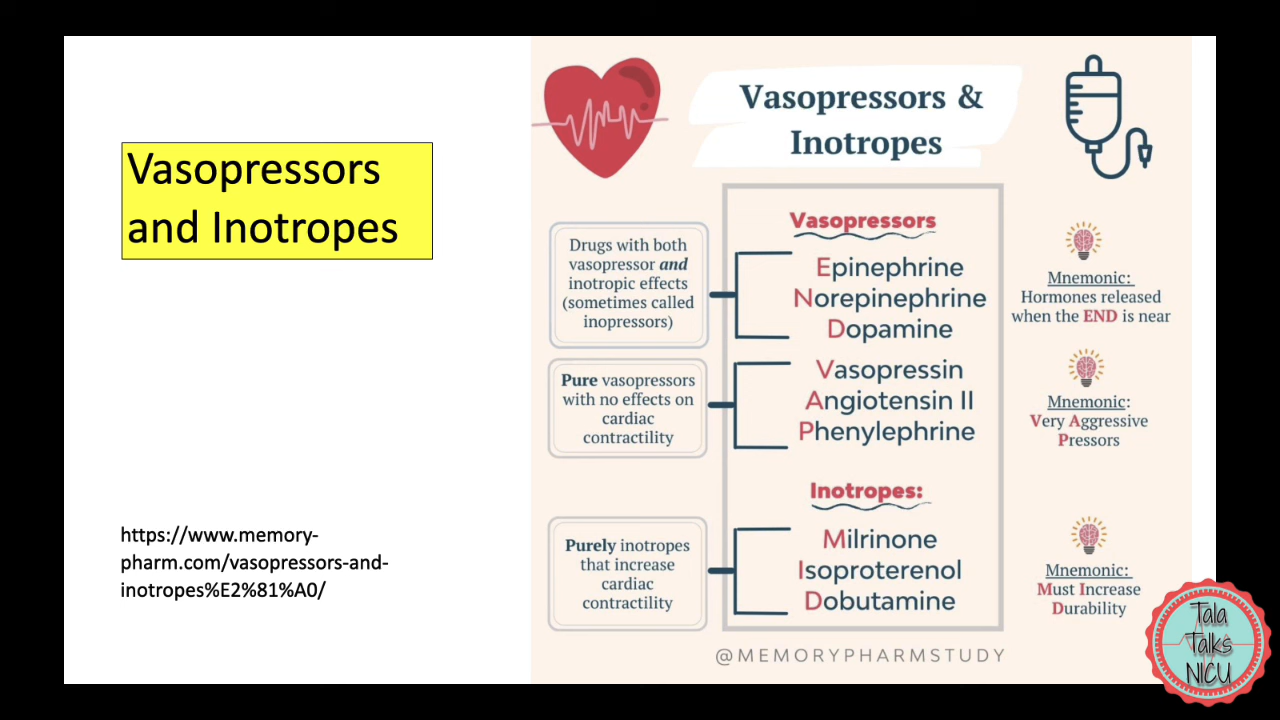 Vasopressors
and Inotropes
https://www.memory-
pharm.com/vasopressors-and-
inotropes%E2%81%A0/
Vasopressors &
Inotropes
Vasopressors
Drugs with both
vasopressor and
inotropic effects
(sometimes called
inopressors)
Epinephrine
Norepinephrine
Dopamine
Mnemonic:
Hormones released
when the END is near
Pure vasopressors
with no effects on
cardiac
contractility
Vasopressin
Angiotensin II
Phenylephrine
Mnemonic:
Very Aggressive
Pressors
Inotropes:
Purely inotropes
that increase
cardiac
contractility
Milrinone
Isoproterenol
Dobutamine
Mnemonic:
Must Increase
Durability
@MEMORYPHARMSTUDY
Tala
Talks
NICU